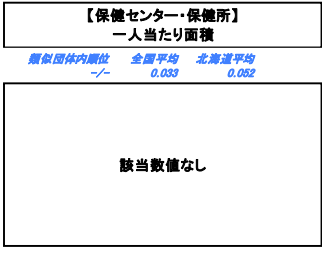 【保健センター・保健所】
一人当たり面積
類似団体内順位 全国平均 北海道平均
-/- 0.033 0.052
該当数値なし